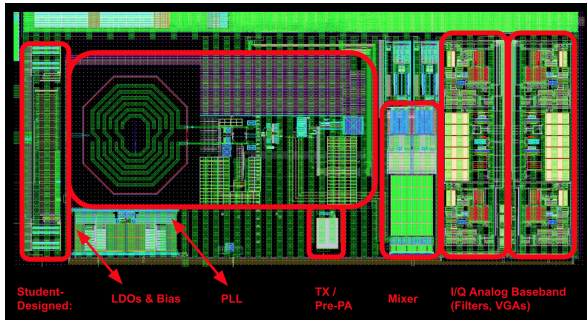 Student-
Designed:
LDOs & Bias
PLL
TX /
Pre-PA
Mixer
I/Q Analog Baseband
(Filters, VGAs)